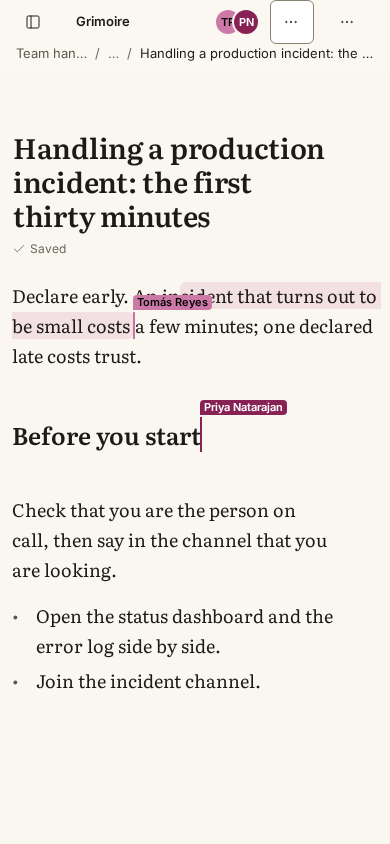 Grimoire
PN
Team han... / ... / Handling a production incident: the ...
Handling a production
incident: the first
thirty minutes
Saved
Declare early. An incident that turns out to
Tomás Reyes
be small costs a few minutes; one declared
late costs trust.
Priya Natarajan
Before you start
Check that you are the person on
call, then say in the channel that you
are looking.
• Open the status dashboard and the
error log side by side.
• Join the incident channel.